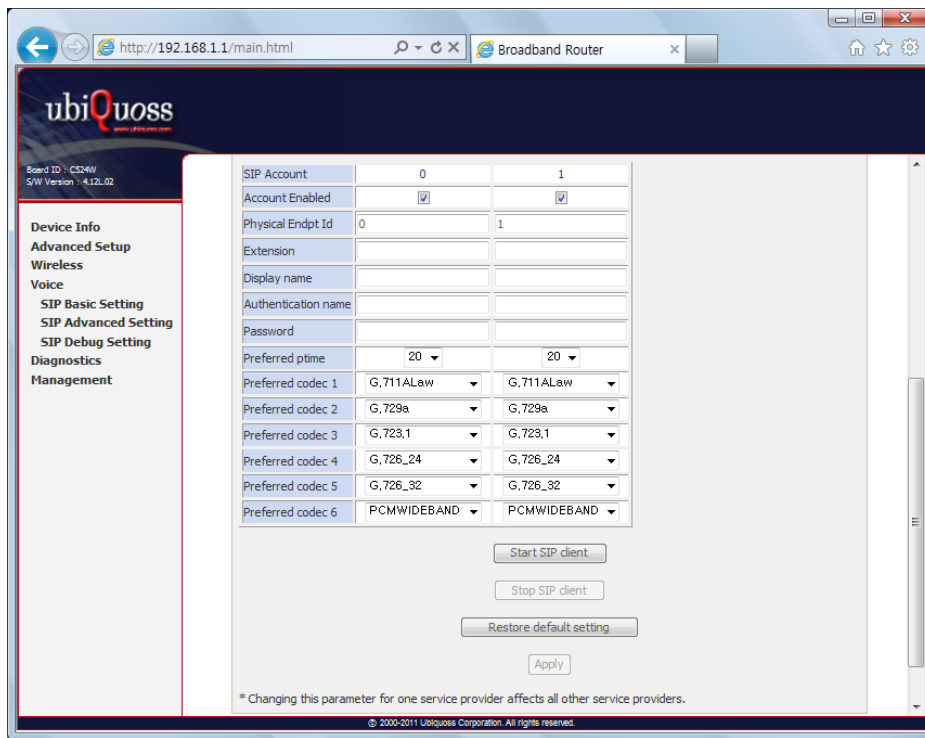 http://192.168.1.1/main.html
Broadband Router
ubiQuoss
www.ubiquoss.com
Board ID : C524W
S/W Version : 4.12L.02
Device Info
Advanced Setup
Wireless
Voice
SIP Basic Setting
SIP Advanced Setting
SIP Debug Setting
Diagnostics
Management
SIP Account 0 1
Account Enabled
Physical Endpt Id 0 1
Extension
Display name
Authentication name
Password
Preferred ptime 20 20
Preferred codec 1 G,711ALaw G,711ALaw
Preferred codec 2 G,729a G,729a
Preferred codec 3 G,723,1 G,723,1
Preferred codec 4 G,726_24 G,726_24
Preferred codec 5 G,726_32 G,726_32
Preferred codec 6 PCMWIDEBAND PCMWIDEBAND
Start SIP client
Stop SIP client
Restore default setting
Apply
* Changing this parameter for one service provider affects all other service providers.
© 2000-2011 Ubiquoss Corporation. All rights reserved.